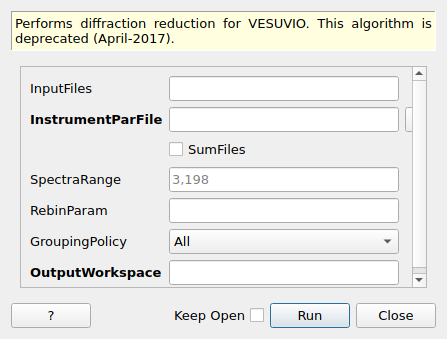 Performs diffraction reduction for VESUVIO. This algorithm is
deprecated (April-2017).
InputFiles
InstrumentParFile
SumFiles
SpectraRange 3,198
RebinParam
GroupingPolicy All
OutputWorkspace
? Keep Open Run Close